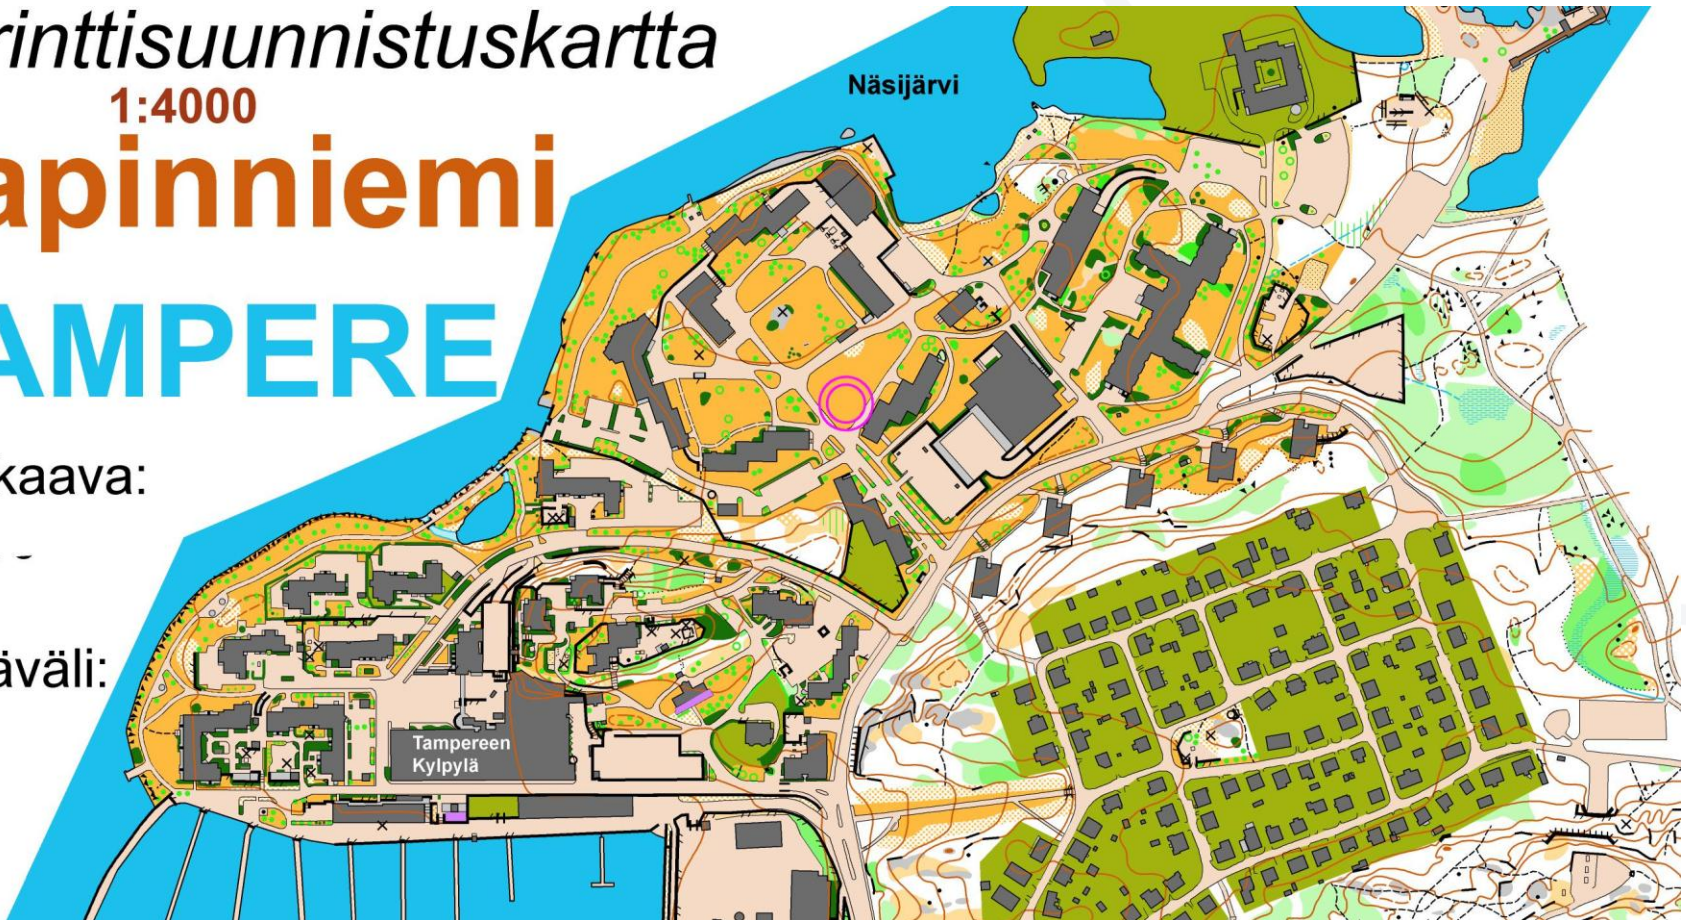 rinttisuunnistuskartta
1:4000
apinniemi
AMPERE
kaava:
äväli:
Näsijärvi
Tampereen
Kylpylä